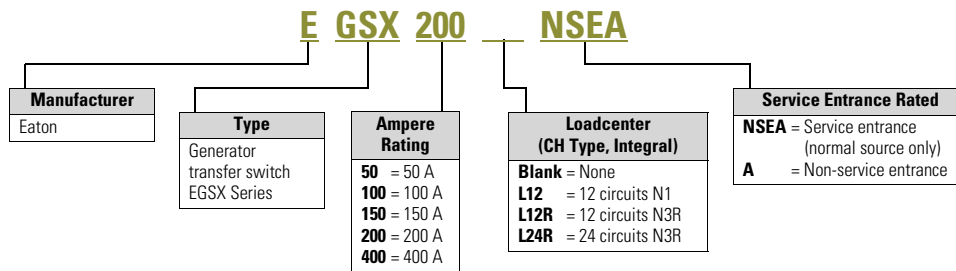 E GSX 200 __ NSEA
Manufacturer
Eaton
Type
Generator
transfer switch
EGSX Series
Ampere
Rating
50 = 50 A
100 = 100 A
150 = 150 A
200 = 200 A
400 = 400 A
Loadcenter
(CH Type, Integral)
Blank = None
L12 = 12 circuits N1
L12R = 12 circuits N3R
L24R = 24 circuits N3R
Service Entrance Rated
NSEA = Service entrance
(normal source only)
A = Non-service entrance